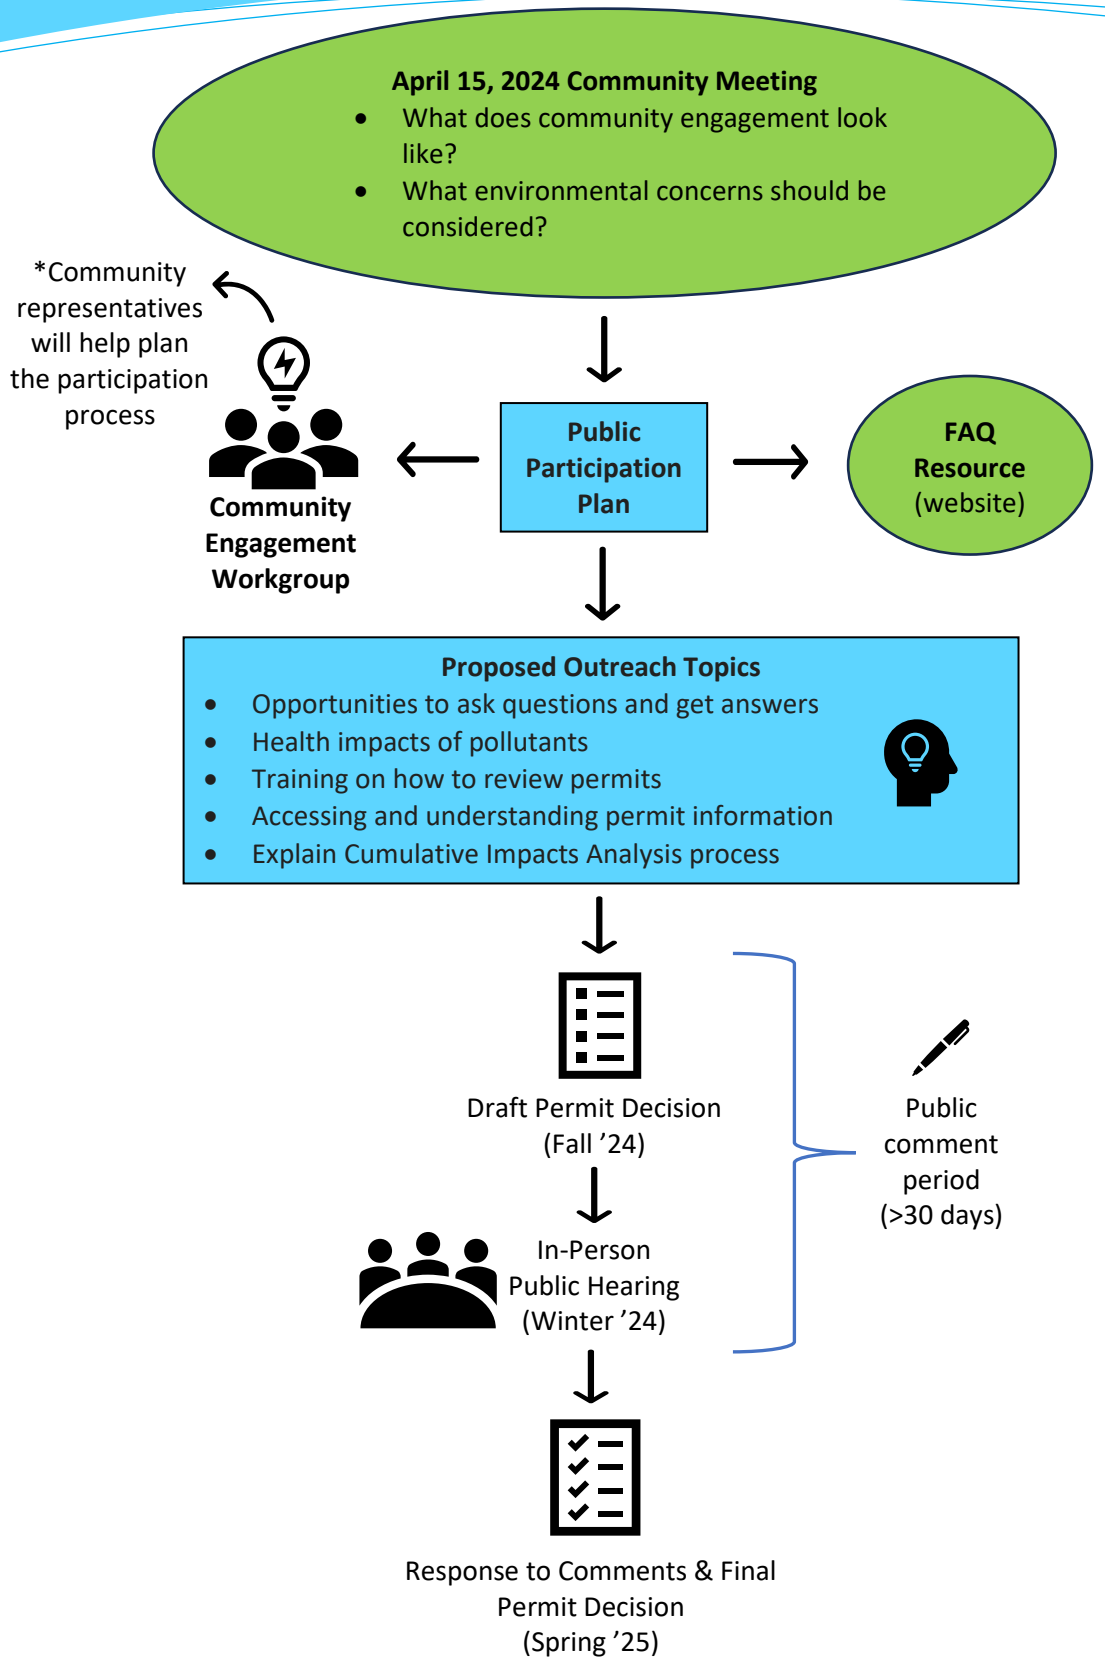 April 15, 2024 Community Meeting
• What does community engagement look
like?
• What environmental concerns should be
considered?
*Community
representatives
will help plan
the participation
process
Community
Engagement
Workgroup
Public
Participation
Plan
FAQ
Resource
(website)
Proposed Outreach Topics
• Opportunities to ask questions and get answers
• Health impacts of pollutants
• Training on how to review permits
• Accessing and understanding permit information
• Explain Cumulative Impacts Analysis process
Draft Permit Decision
(Fall ’24)
Public
comment
period
(>30 days)
In-Person
Public Hearing
(Winter ’24)
Response to Comments & Final
Permit Decision
(Spring ’25)